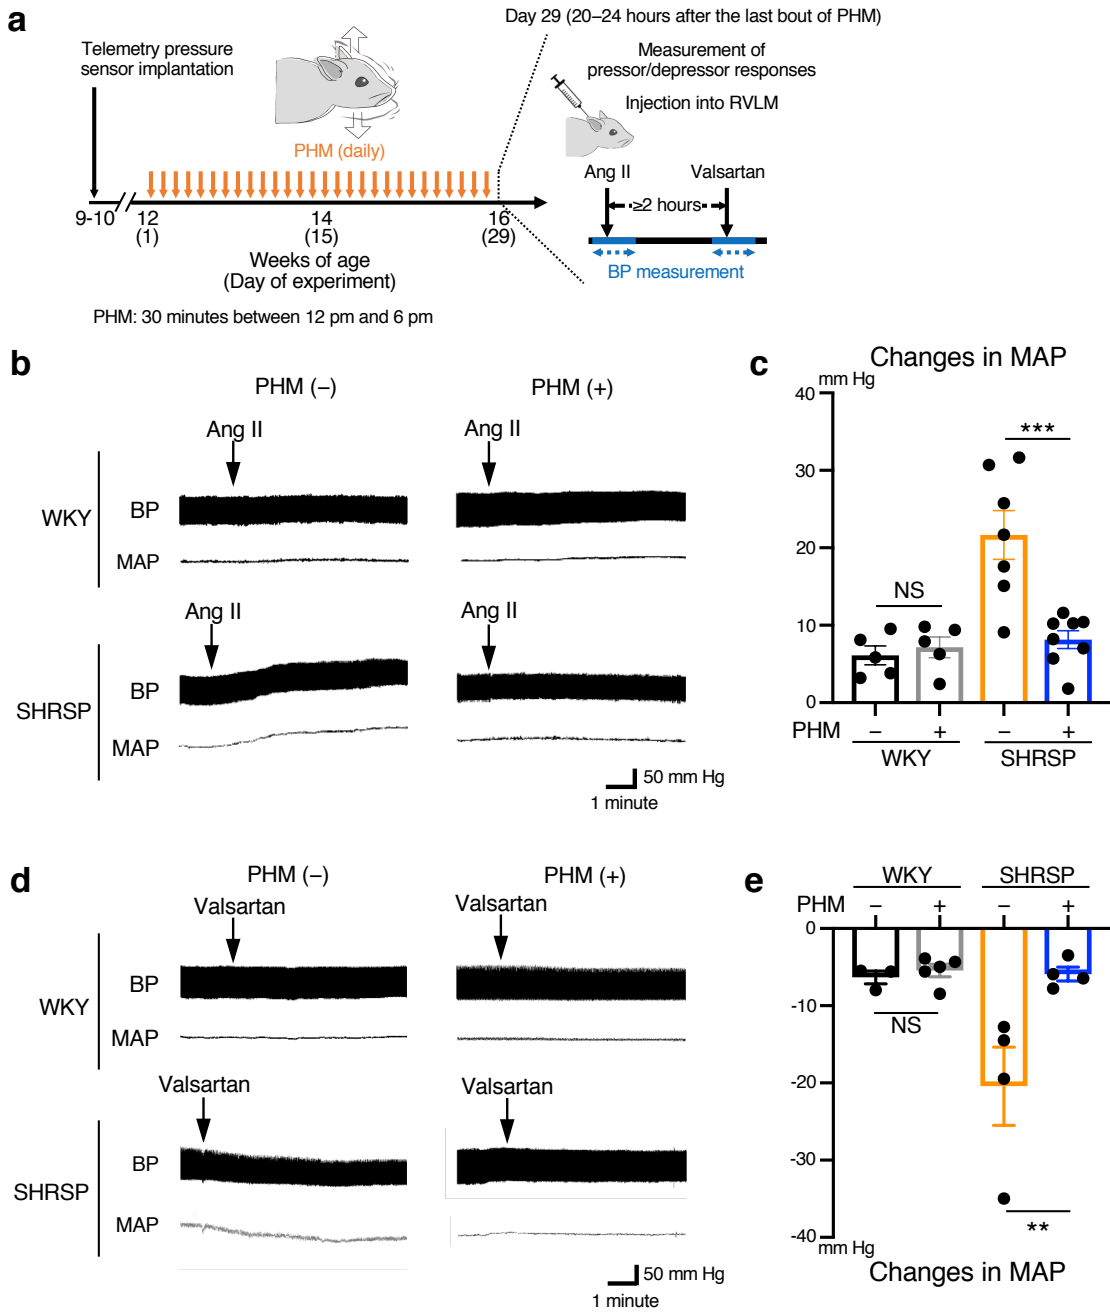 a
Telemetry pressure
sensor implantation
PHM (daily)
9-10
12
(1)
14
(15)
16
(29)
Weeks of age
(Day of experiment)
PHM: 30 minutes between 12 pm and 6 pm
Day 29 (20–24 hours after the last bout of PHM)
Measurement of
pressor/depressor responses
Injection into RVLM
Ang II
Valsartan
≥2 hours
BP measurement
b
PHM (–)
PHM (+)
Ang II
Ang II
WKY
BP
MAP
Ang II
Ang II
SHRSP
BP
MAP
50 mm Hg
1 minute
c
Changes in MAP
mm Hg
40
30
20
10
0
NS
***
PHM
–
+
–
+
WKY
SHRSP
d
PHM (–)
PHM (+)
Valsartan
Valsartan
WKY
BP
MAP
Valsartan
Valsartan
SHRSP
BP
MAP
50 mm Hg
1 minute
e
WKY
SHRSP
PHM
–
+
–
+
0
-10
-20
-30
-40
NS
**
mm Hg
Changes in MAP